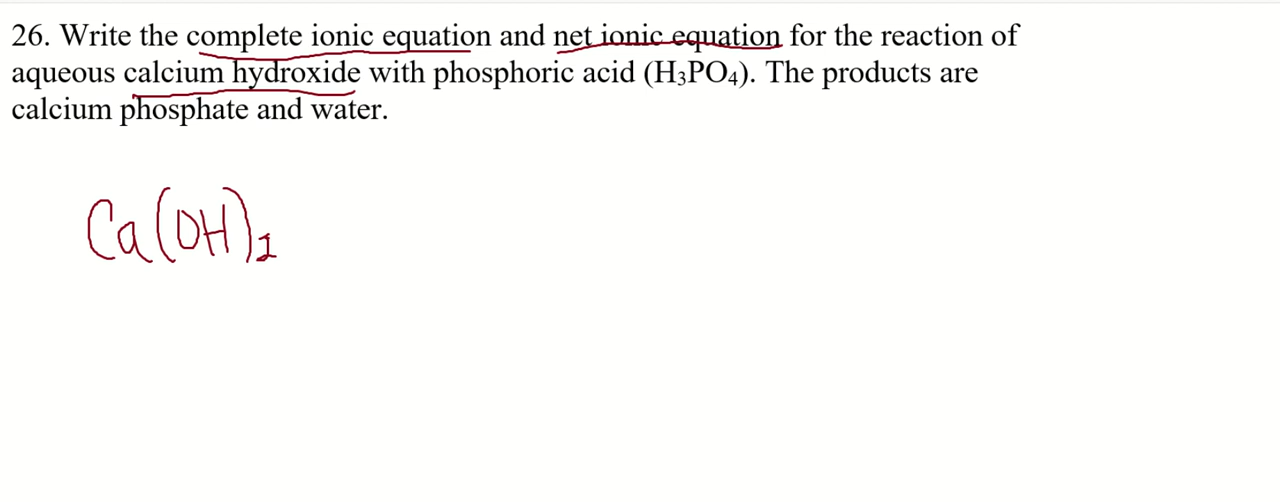 26. Write the complete ionic equation and net ionic equation for the reaction of
aqueous calcium hydroxide with phosphoric acid (H₃PO₄). The products are
calcium phosphate and water.
Ca(OH)₂